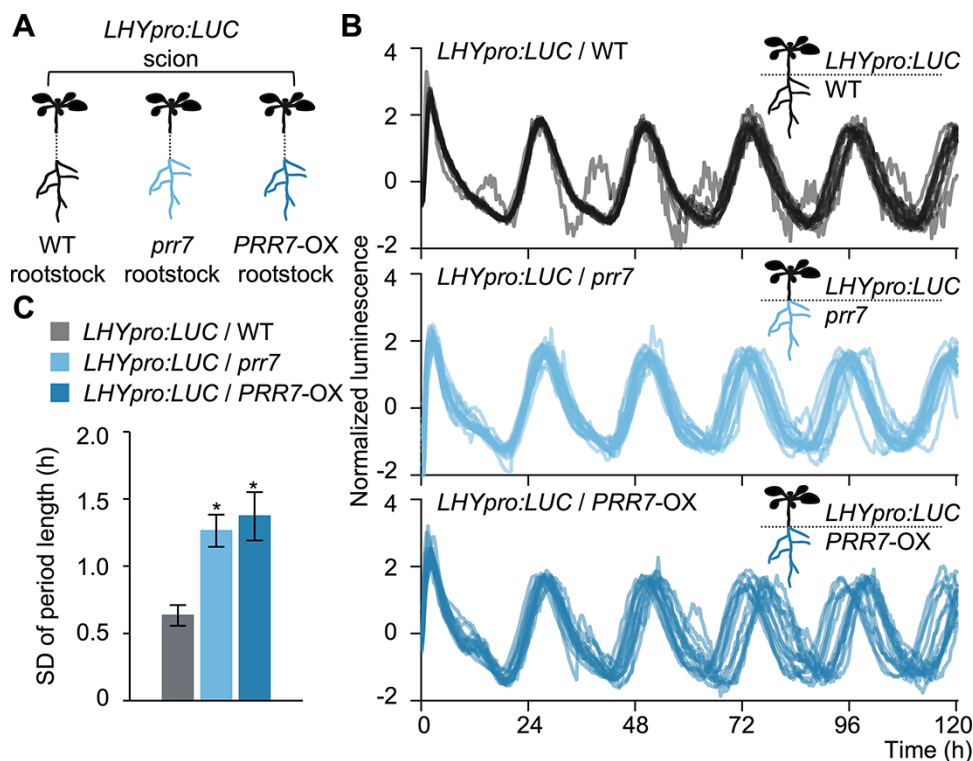 A
LHYpro:LUC
scion
WT
rootstock
prr7
rootstock
PRR7-OX
rootstock
B
Normalized luminescence
4
2
0
-2
LHYpro:LUC / WT
LHYpro:LUC
WT
4
2
0
-2
LHYpro:LUC / prr7
LHYpro:LUC
prr7
4
2
0
-2
LHYpro:LUC / PRR7-OX
LHYpro:LUC
PRR7-OX
0 24 48 72 96 120
Time (h)
C
LHYpro:LUC / WT
LHYpro:LUC / prr7
LHYpro:LUC / PRR7-OX
SD of period length (h)
2.0
1.5
1.0
0.5
0
* *